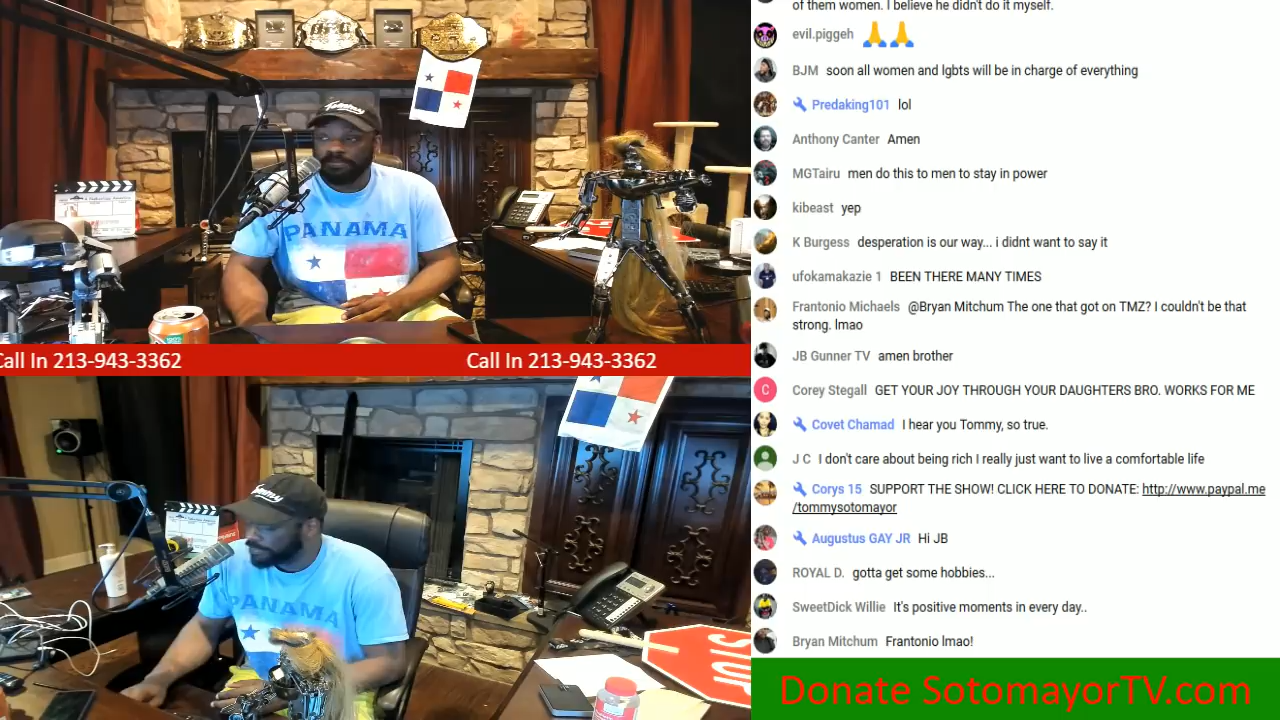 Tommy
PANAMA
Call In 213-943-3362
Call In 213-943-3362
Tommy
PANAMA
STOP
of them women. I believe he didn't do it myself.
evil.piggeh 🙏🙏
BJM soon all women and lgbts will be in charge of everything
Predaking101 lol
Anthony Canter Amen
MGTairu men do this to men to stay in power
kibeast yep
K Burgess desperation is our way... i didnt want to say it
ufokamakazie 1 BEEN THERE MANY TIMES
Frantonio Michaels @Bryan Mitchum The one that got on TMZ? I couldn't be that
strong. lmao
JB Gunner TV amen brother
C
Corey Stegall GET YOUR JOY THROUGH YOUR DAUGHTERS BRO. WORKS FOR ME
Covet Chamad I hear you Tommy, so true.
J C I don't care about being rich I really just want to live a comfortable life
Corys 15 SUPPORT THE SHOW! CLICK HERE TO DONATE: http://www.paypal.me
/tommysotomayor
Augustus GAY JR Hi JB
ROYAL D. gotta get some hobbies...
SweetDick Willie It's positive moments in every day..
Bryan Mitchum Frantonio lmao!
Donate SotomayorTV.com